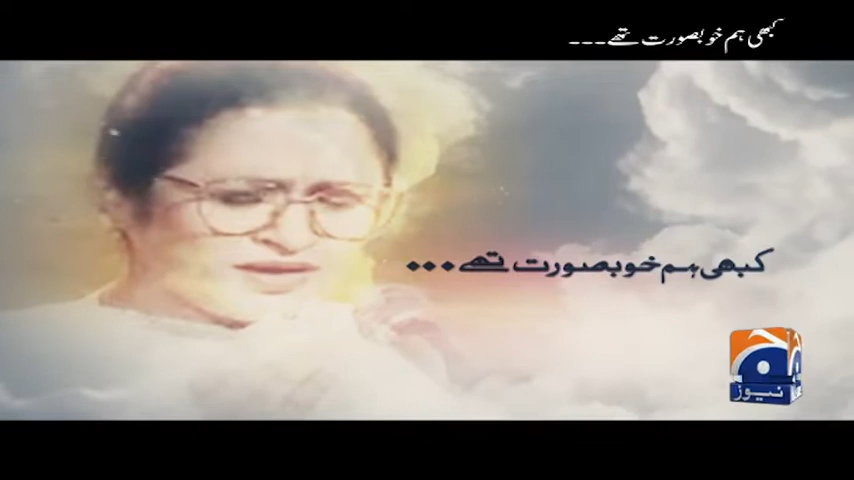 کبھی ہم خوبصورت تھے۔۔۔
کبھی ہم خوبصورت تھے...
نیوز